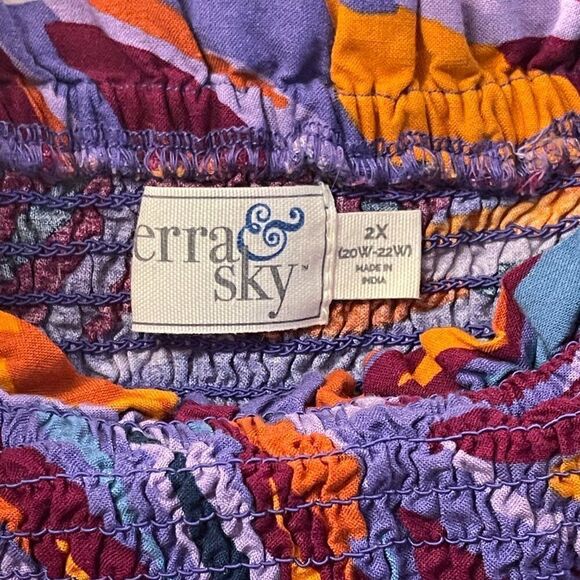 erra &
sky™
2X
(20W-22W)
MADE IN
INDIA